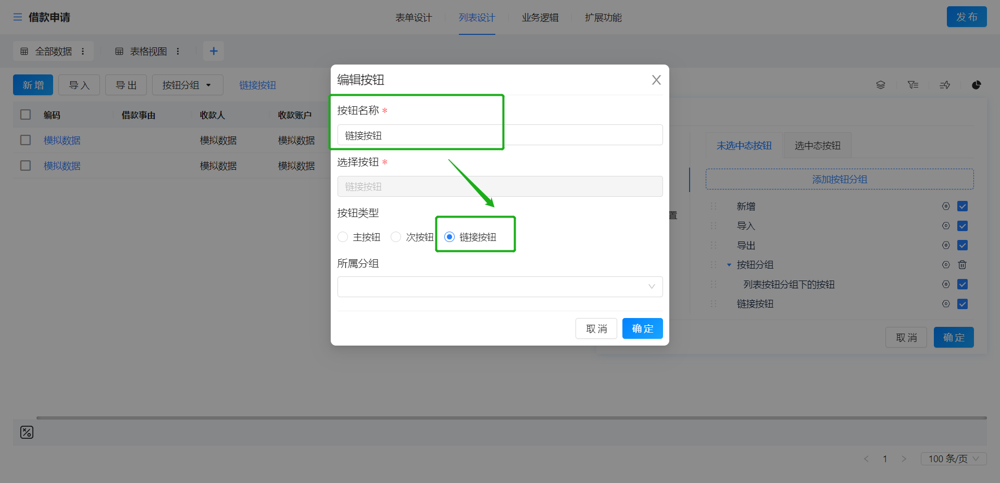 借款申请
表单设计
列表设计
业务逻辑
扩展功能
发布
全部数据
表格视图
新增
导入
导出
按钮分组
链接按钮
编码 借款事由 收款人 收款账户
模拟数据 模拟数据 模拟数据
模拟数据 模拟数据 模拟数据
编辑按钮
按钮名称 *
链接按钮
选择按钮 *
链接按钮
按钮类型
主按钮 次按钮 链接按钮
所属分组
取消 确定
置
未选中态按钮 选中态按钮
添加按钮分组
新增
导入
导出
按钮分组
列表按钮分组下的按钮
链接按钮
取消 确定
< 1 > 100 条/页